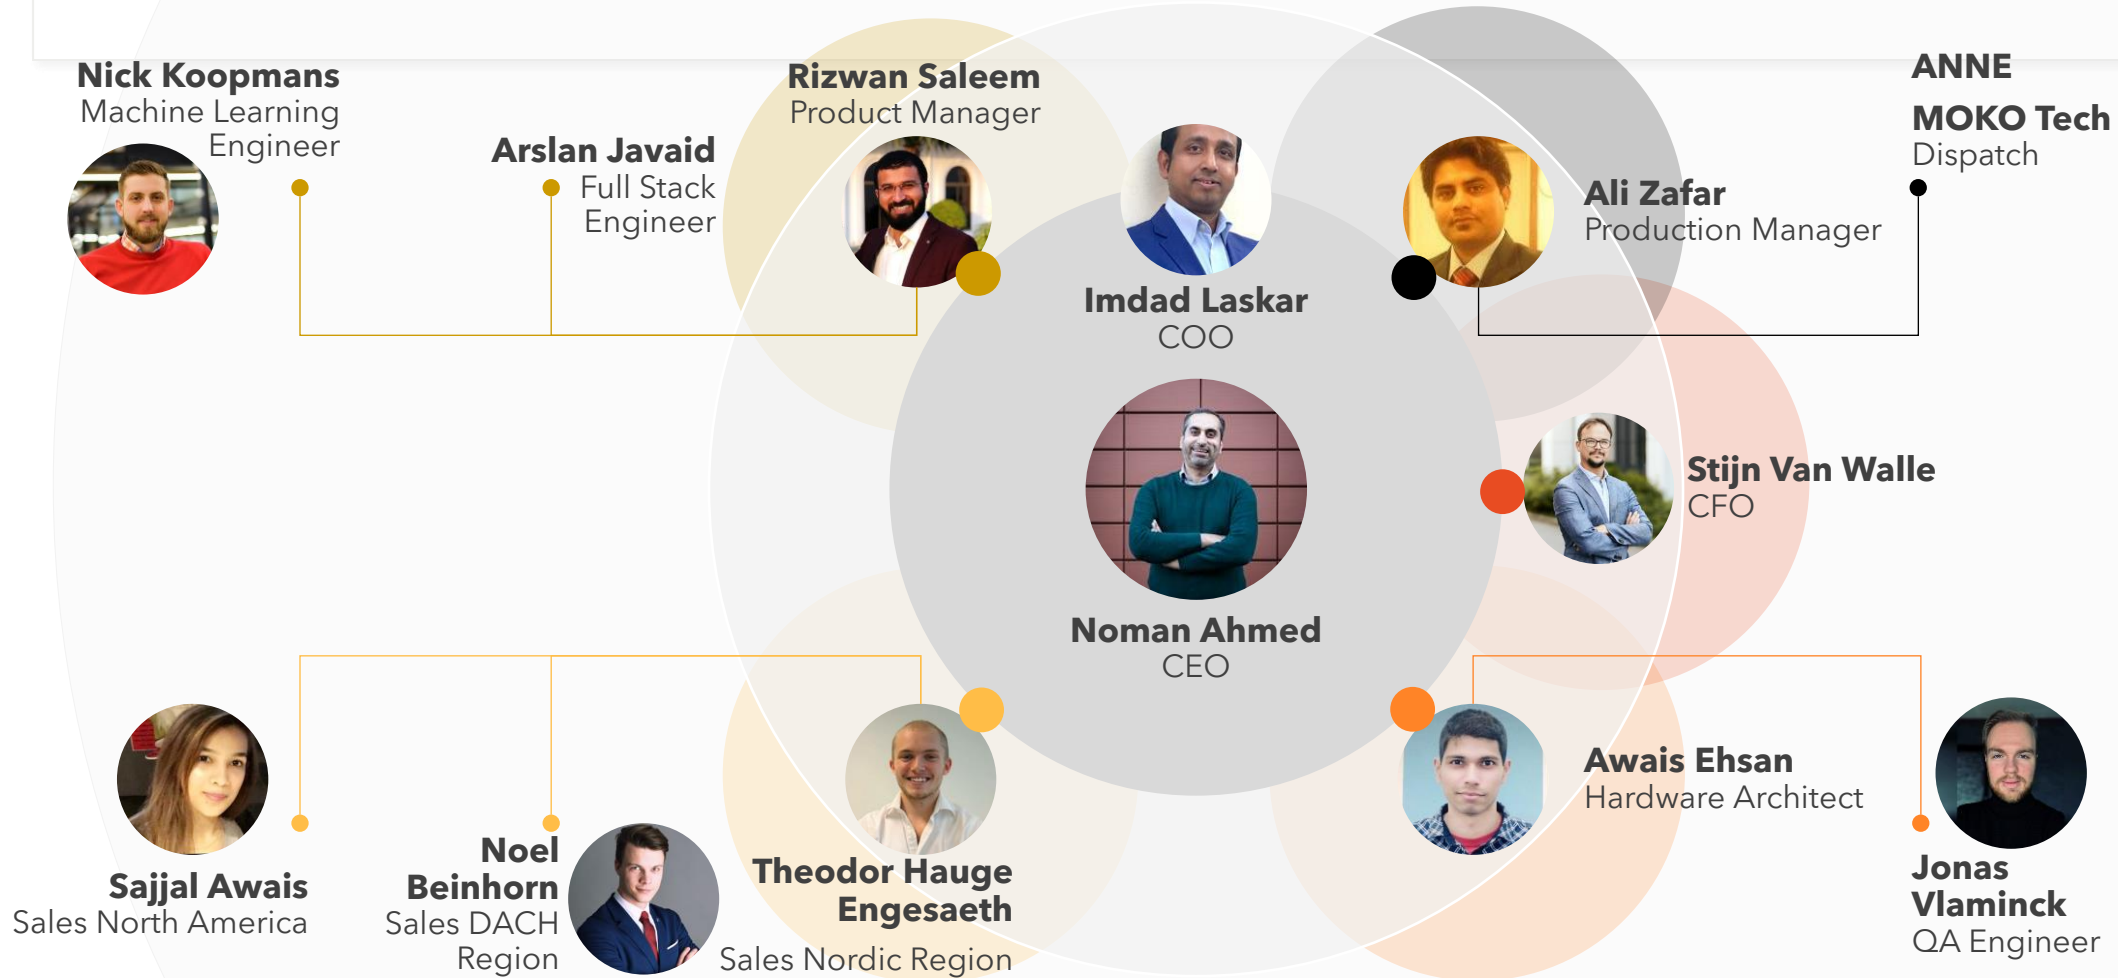 Nick Koopmans
Machine Learning
Engineer
Arslan Javaid
Full Stack
Engineer
Rizwan Saleem
Product Manager
Imdad Laskar
COO
Ali Zafar
Production Manager
ANNE
MOKO Tech
Dispatch
Stijn Van Walle
CFO
Noman Ahmed
CEO
Sajjal Awais
Sales North America
Noel
Beinhorn
Sales DACH
Region
Theodor Hauge
Engesaeth
Sales Nordic Region
Awais Ehsan
Hardware Architect
Jonas
Vlaminck
QA Engineer